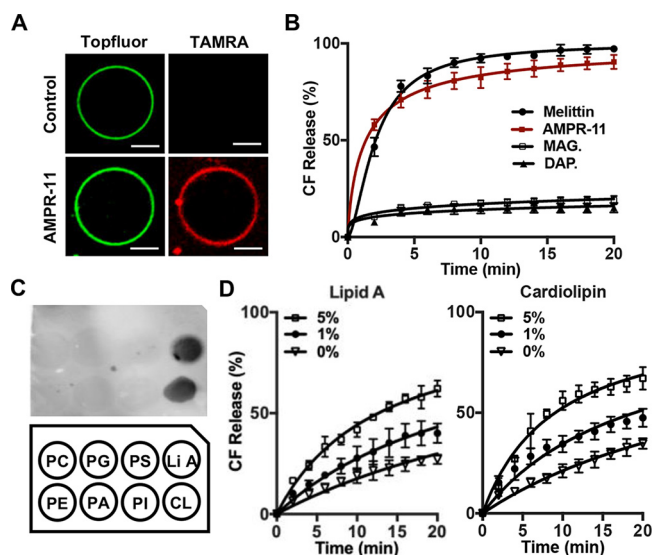 A
Topfluor TAMRA
Control
AMPR-11
B
CF Release (%)
100
50
0
Melittin
AMPR-11
MAG.
DAP.
0 5 10 15 20
Time (min)
C
PC PG PS Li A
PE PA PI CL
D
Lipid A
CF Release (%)
100
50
0
5%
1%
0%
0 5 10 15 20
Time (min)
Cardiolipin
100
50
0
5%
1%
0%
0 5 10 15 20
Time (min)